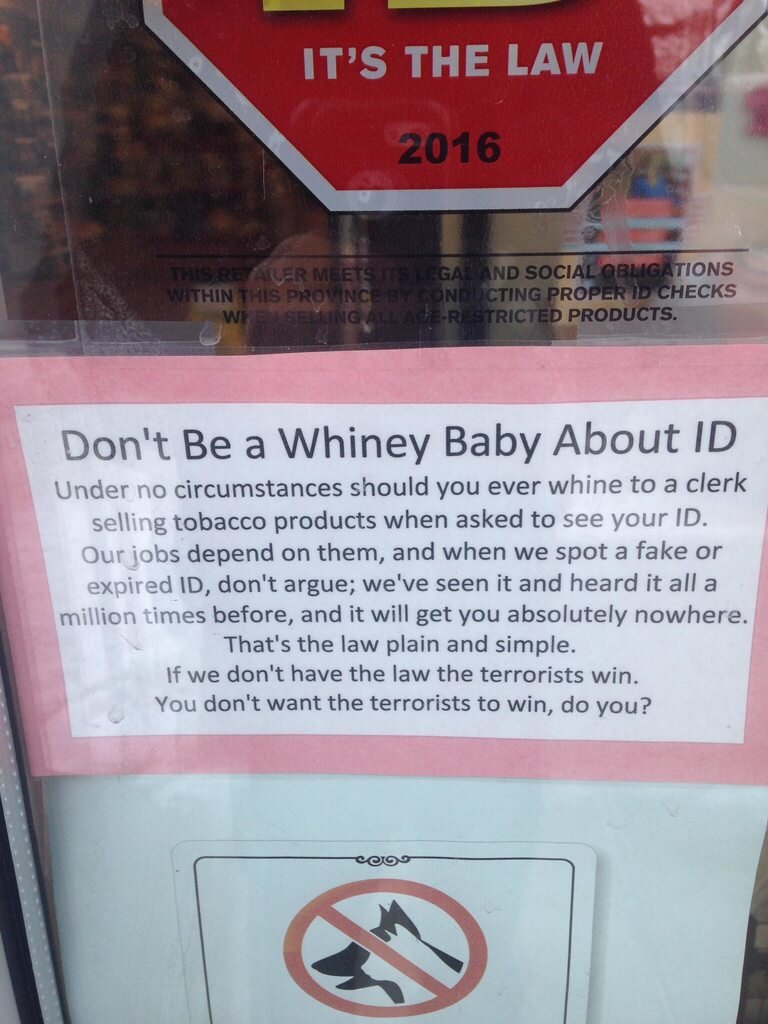 IT'S THE LAW
2016
THIS RETAILER MEETS ITS LEGAL AND SOCIAL OBLIGATIONS
WITHIN THIS PROVINCE BY CONDUCTING PROPER ID CHECKS
WHEN SELLING ALL AGE-RESTRICTED PRODUCTS.
Don't Be a Whiney Baby About ID
Under no circumstances should you ever whine to a clerk
selling tobacco products when asked to see your ID.
Our jobs depend on them, and when we spot a fake or
expired ID, don't argue; we've seen it and heard it all a
million times before, and it will get you absolutely nowhere.
That's the law plain and simple.
If we don't have the law the terrorists win.
You don't want the terrorists to win, do you?